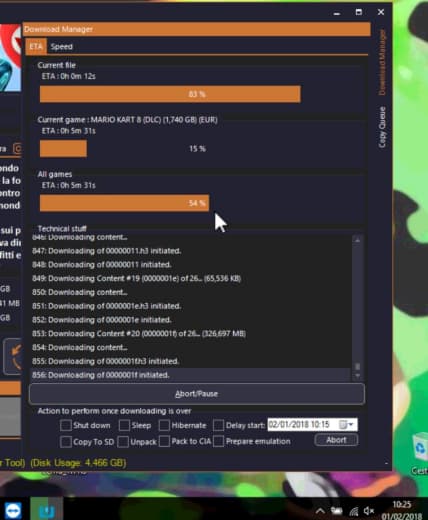 Download Manager
ETA Speed
Current file
ETA : 0h 0m 12s
83 %
Current game : MARIO KART 8 (DLC) (1,740 GB) (EUR)
ETA : 0h 5m 31s
15 %
All games
ETA : 0h 5m 31s
54 %
Technical stuff
846: Downloading content...
847: Downloading of 00000011.h3 initiated.
848: Downloading of 00000011 initiated.
849: Downloading Content #19 (0000001e) of 26... (65,536 KB)
850: Downloading content...
851: Downloading of 0000001e.h3 initiated.
852: Downloading of 0000001e initiated.
853: Downloading Content #20 (0000001f) of 26... (326,697 MB)
854: Downloading content...
855: Downloading of 0000001f.h3 initiated.
856: Downloading of 0000001f initiated.
Abort/Pause
Action to perform once downloading is over
Shut down Sleep Hibernate Delay start: 02/01/2018 10:15
Copy To SD Unpack Pack to CIA Prepare emulation Abort
Download Manager
Copy Queue
ondo
la fo
ontro
mond
sui p
va di
fitti e
GB
41 MB
GB
r Tool) (Disk Usage: 4,466 GB)
Cest
10:25
01/02/2018